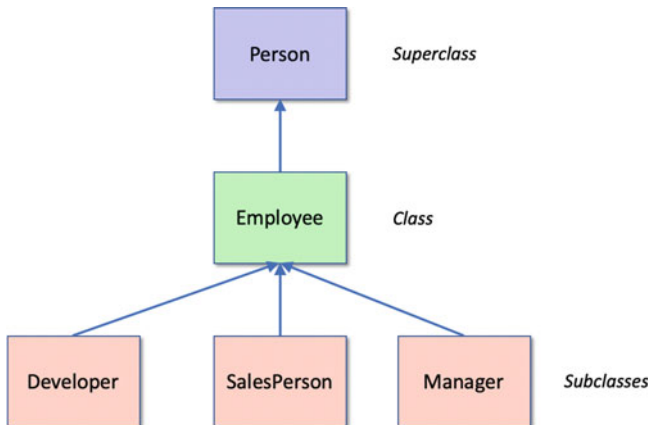 Person
Superclass
Employee
Class
Developer
SalesPerson
Manager
Subclasses